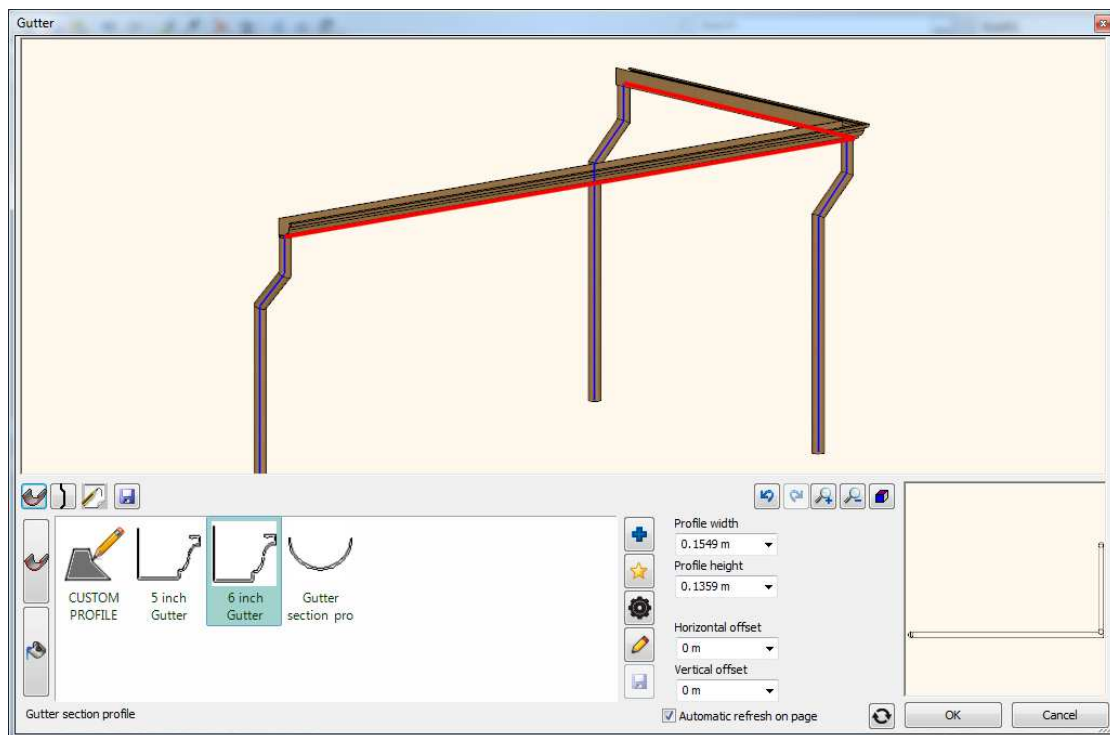 Gutter
Profile width
0.1549 m
Profile height
0.1359 m
CUSTOM
PROFILE
5 inch
Gutter
6 inch
Gutter
Gutter
section pro
Horizontal offset
0 m
Vertical offset
0 m
Gutter section profile
Automatic refresh on page
OK
Cancel